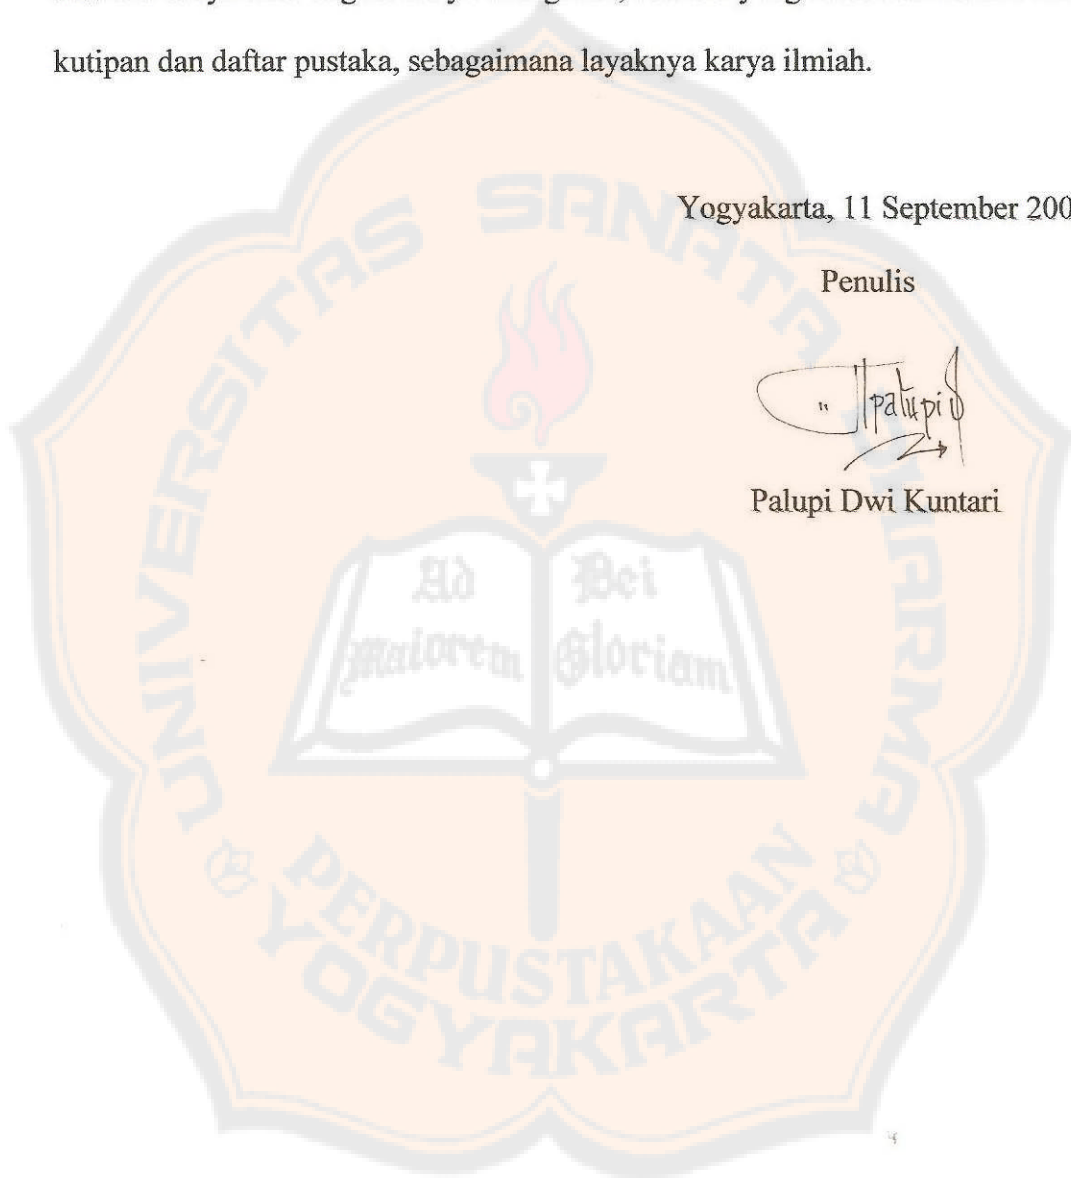 kutipan dan daftar pustaka, sebagaimana layaknya karya ilmiah.
Yogyakarta, 11 September 200
Penulis
palupi
Palupi Dwi Kuntari
UNIVERSITAS SANATA DHARMA
Ad
Maiorem
Dei
Gloriam
PERPUSTAKAAN
YOGYAKARTA